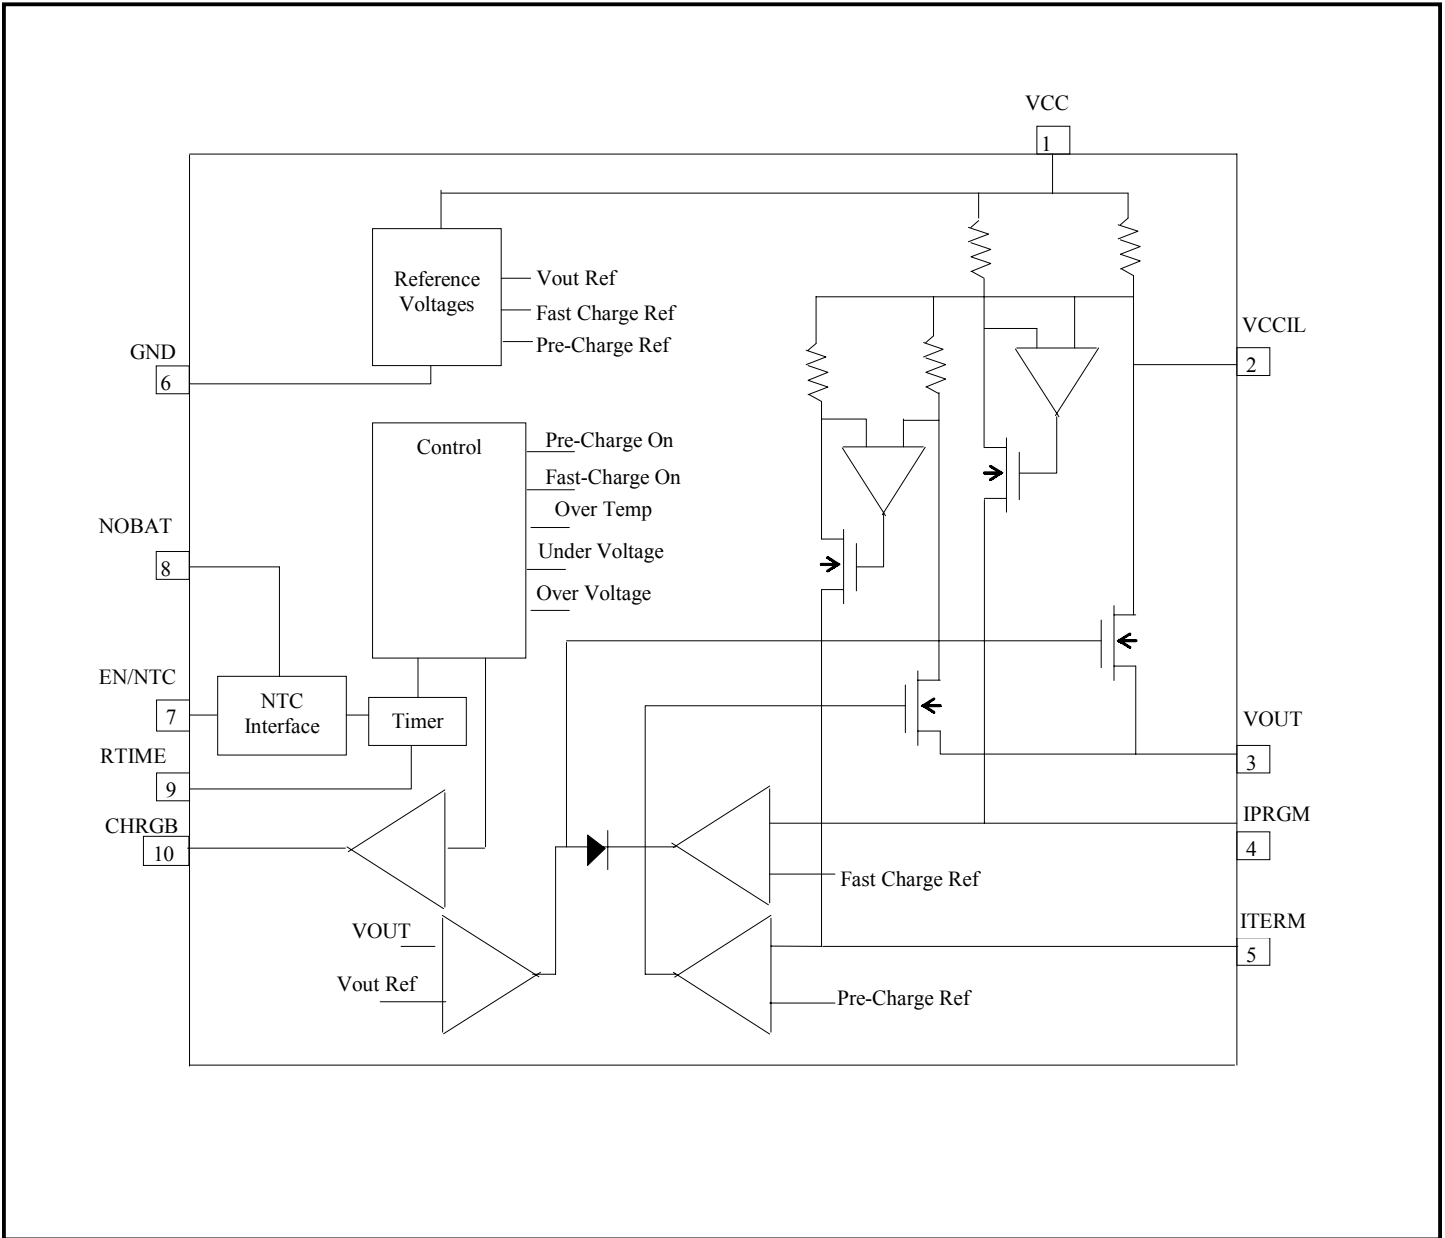 VCC
1
Reference
Voltages
Vout Ref
Fast Charge Ref
Pre-Charge Ref
GND
6
VCCIL
2
Control
Pre-Charge On
Fast-Charge On
Over Temp
Under Voltage
Over Voltage
NOBAT
8
EN/NTC
7
NTC
Interface
Timer
RTIME
9
CHRGB
10
VOUT
3
IPRGM
4
Fast Charge Ref
ITERM
5
VOUT
Vout Ref
Pre-Charge Ref